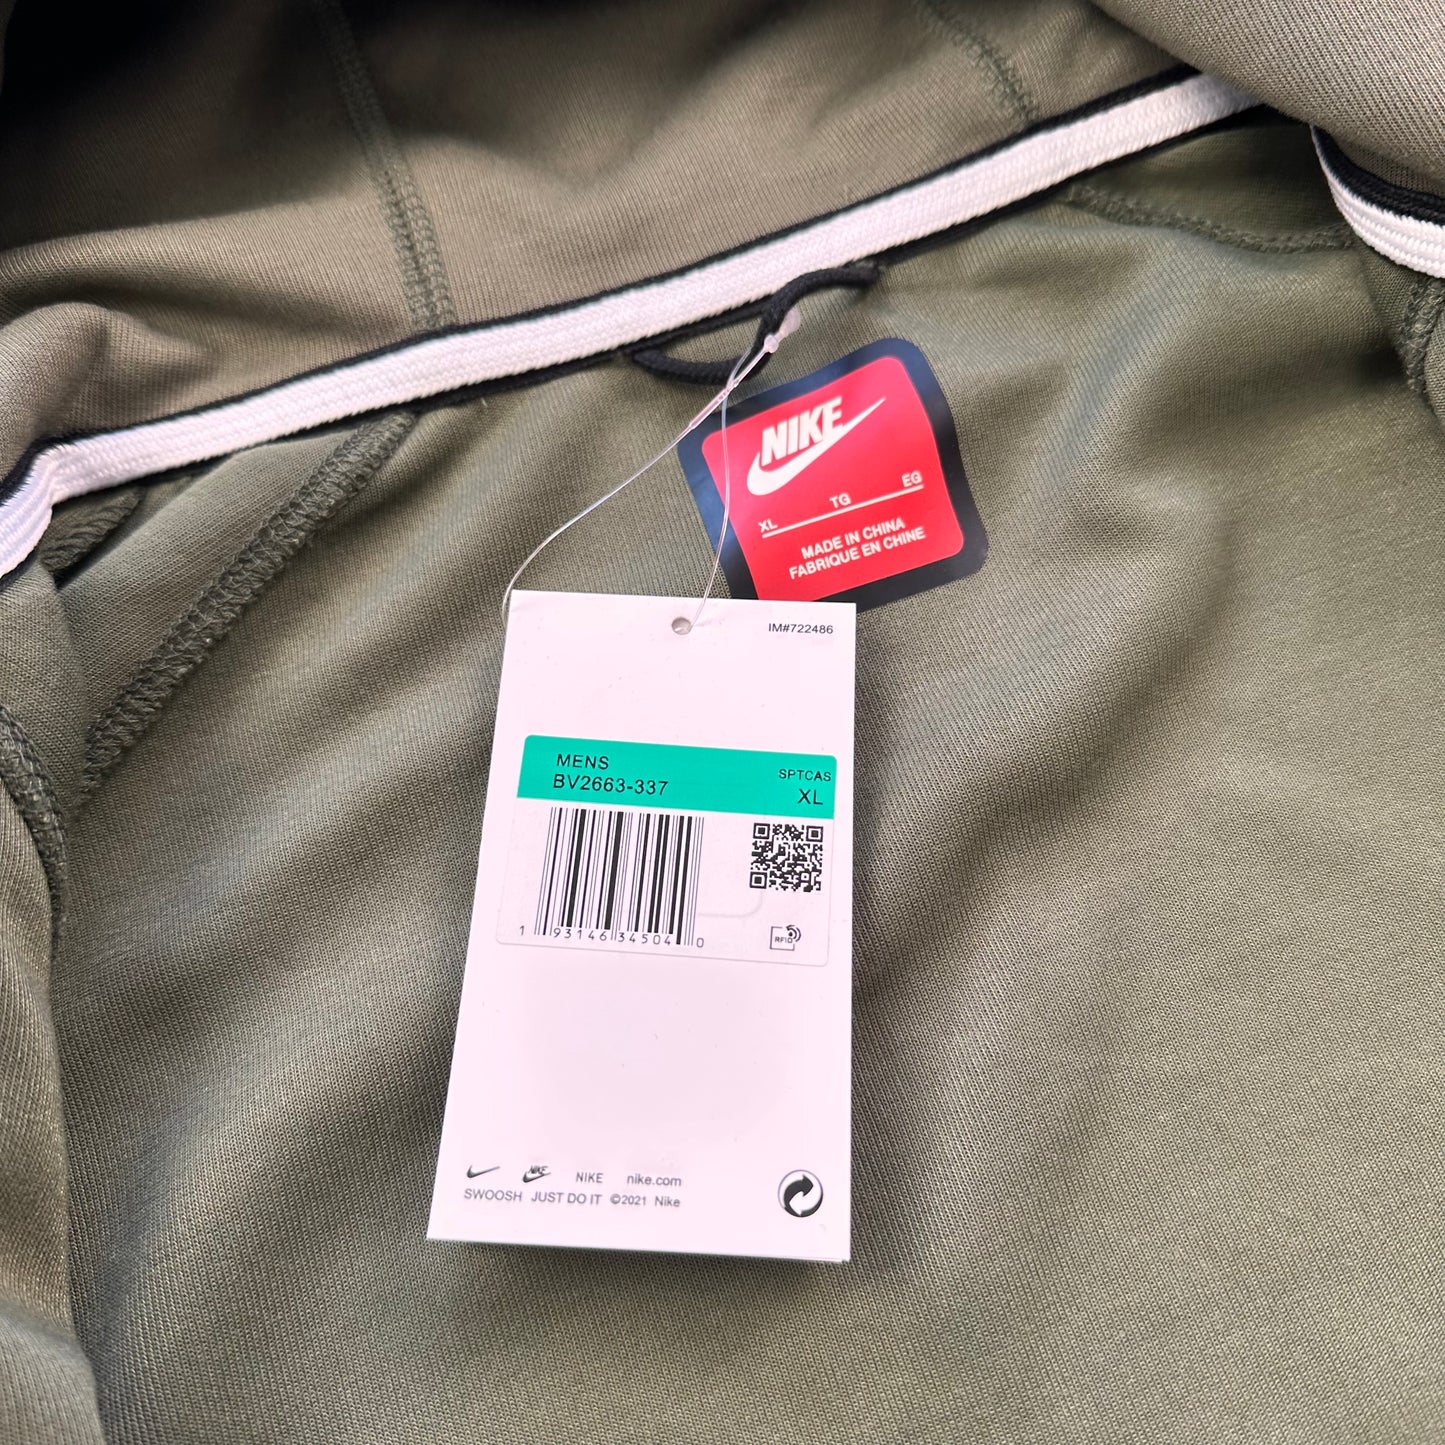 NIKE
XL TG EG
MADE IN CHINA
FABRIQUE EN CHINE
IM#722486
MENS
BV2663-337
SPTCAS
XL
1 93146 34504 0
RFID
NIKE NIKE nike.com
SWOOSH JUST DO IT ©2021 Nike